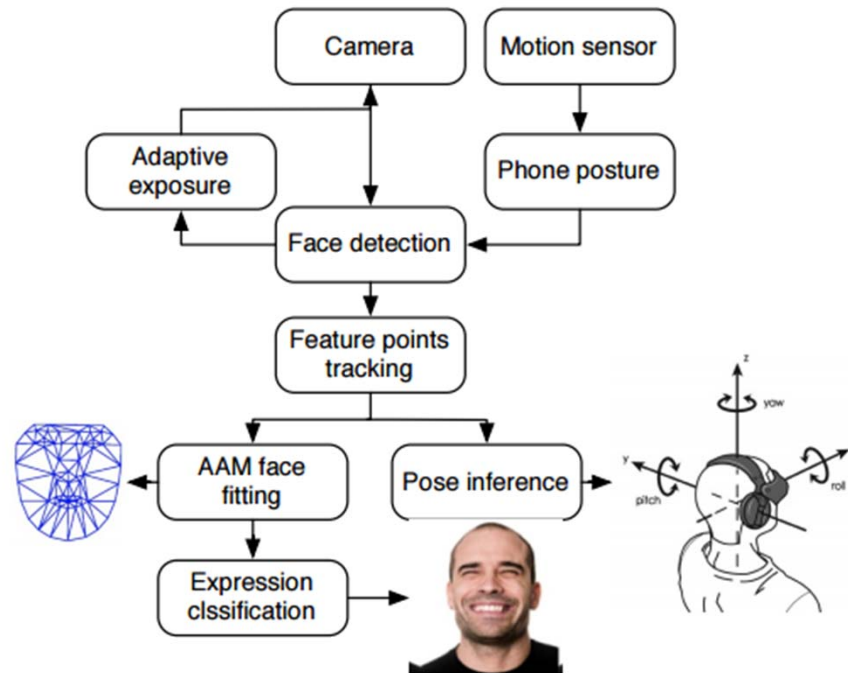 Camera
Motion sensor
Adaptive
exposure
Phone posture
Face detection
Feature points
tracking
z
yaw
AAM face
fitting
Pose inference
y
pitch
roll
Expression
clssification